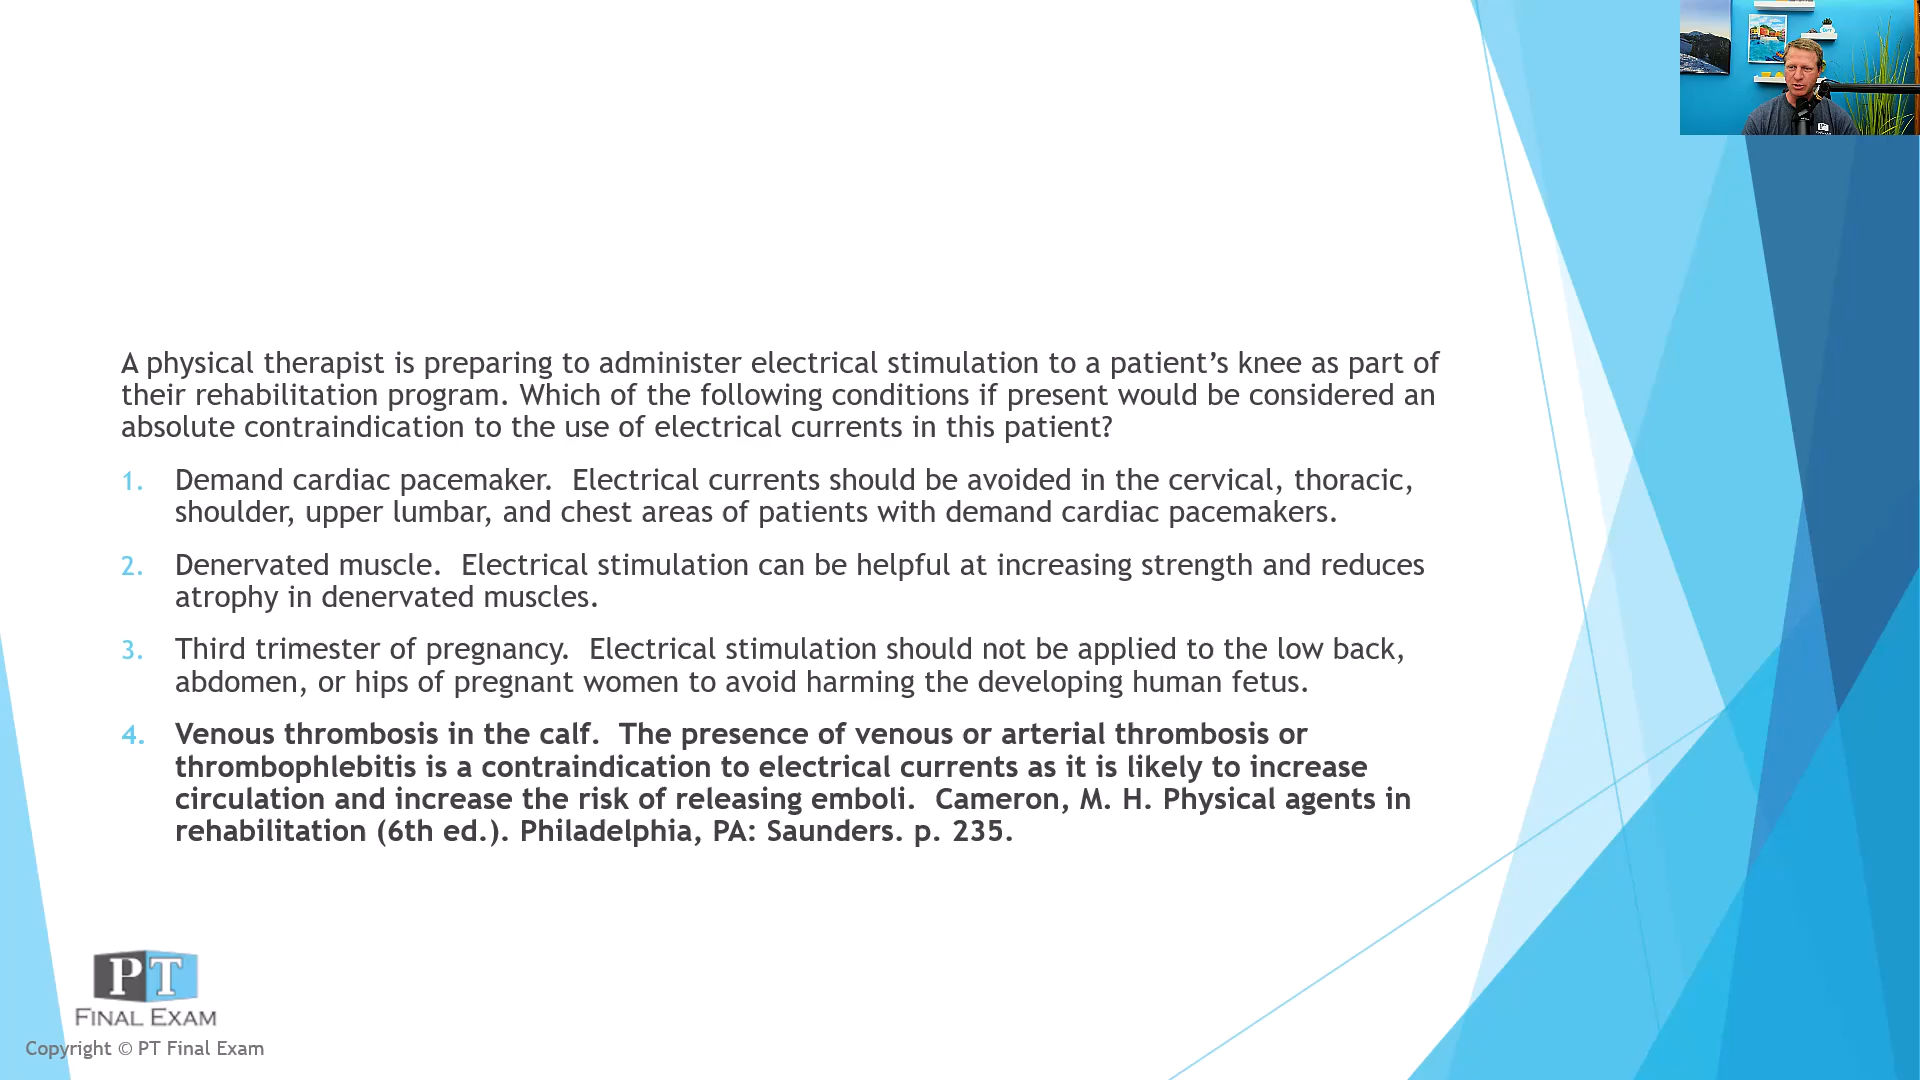 A physical therapist is preparing to administer electrical stimulation to a patient’s knee as part of
their rehabilitation program. Which of the following conditions if present would be considered an
absolute contraindication to the use of electrical currents in this patient?
1. Demand cardiac pacemaker.  Electrical currents should be avoided in the cervical, thoracic,
shoulder, upper lumbar, and chest areas of patients with demand cardiac pacemakers.
2. Denervated muscle.  Electrical stimulation can be helpful at increasing strength and reduces
atrophy in denervated muscles.
3. Third trimester of pregnancy.  Electrical stimulation should not be applied to the low back,
abdomen, or hips of pregnant women to avoid harming the developing human fetus.
4. Venous thrombosis in the calf.  The presence of venous or arterial thrombosis or
thrombophlebitis is a contraindication to electrical currents as it is likely to increase
circulation and increase the risk of releasing emboli.  Cameron, M. H. Physical agents in
rehabilitation (6th ed.). Philadelphia, PA: Saunders. p. 235.
PT
FINAL EXAM
Copyright © PT Final Exam